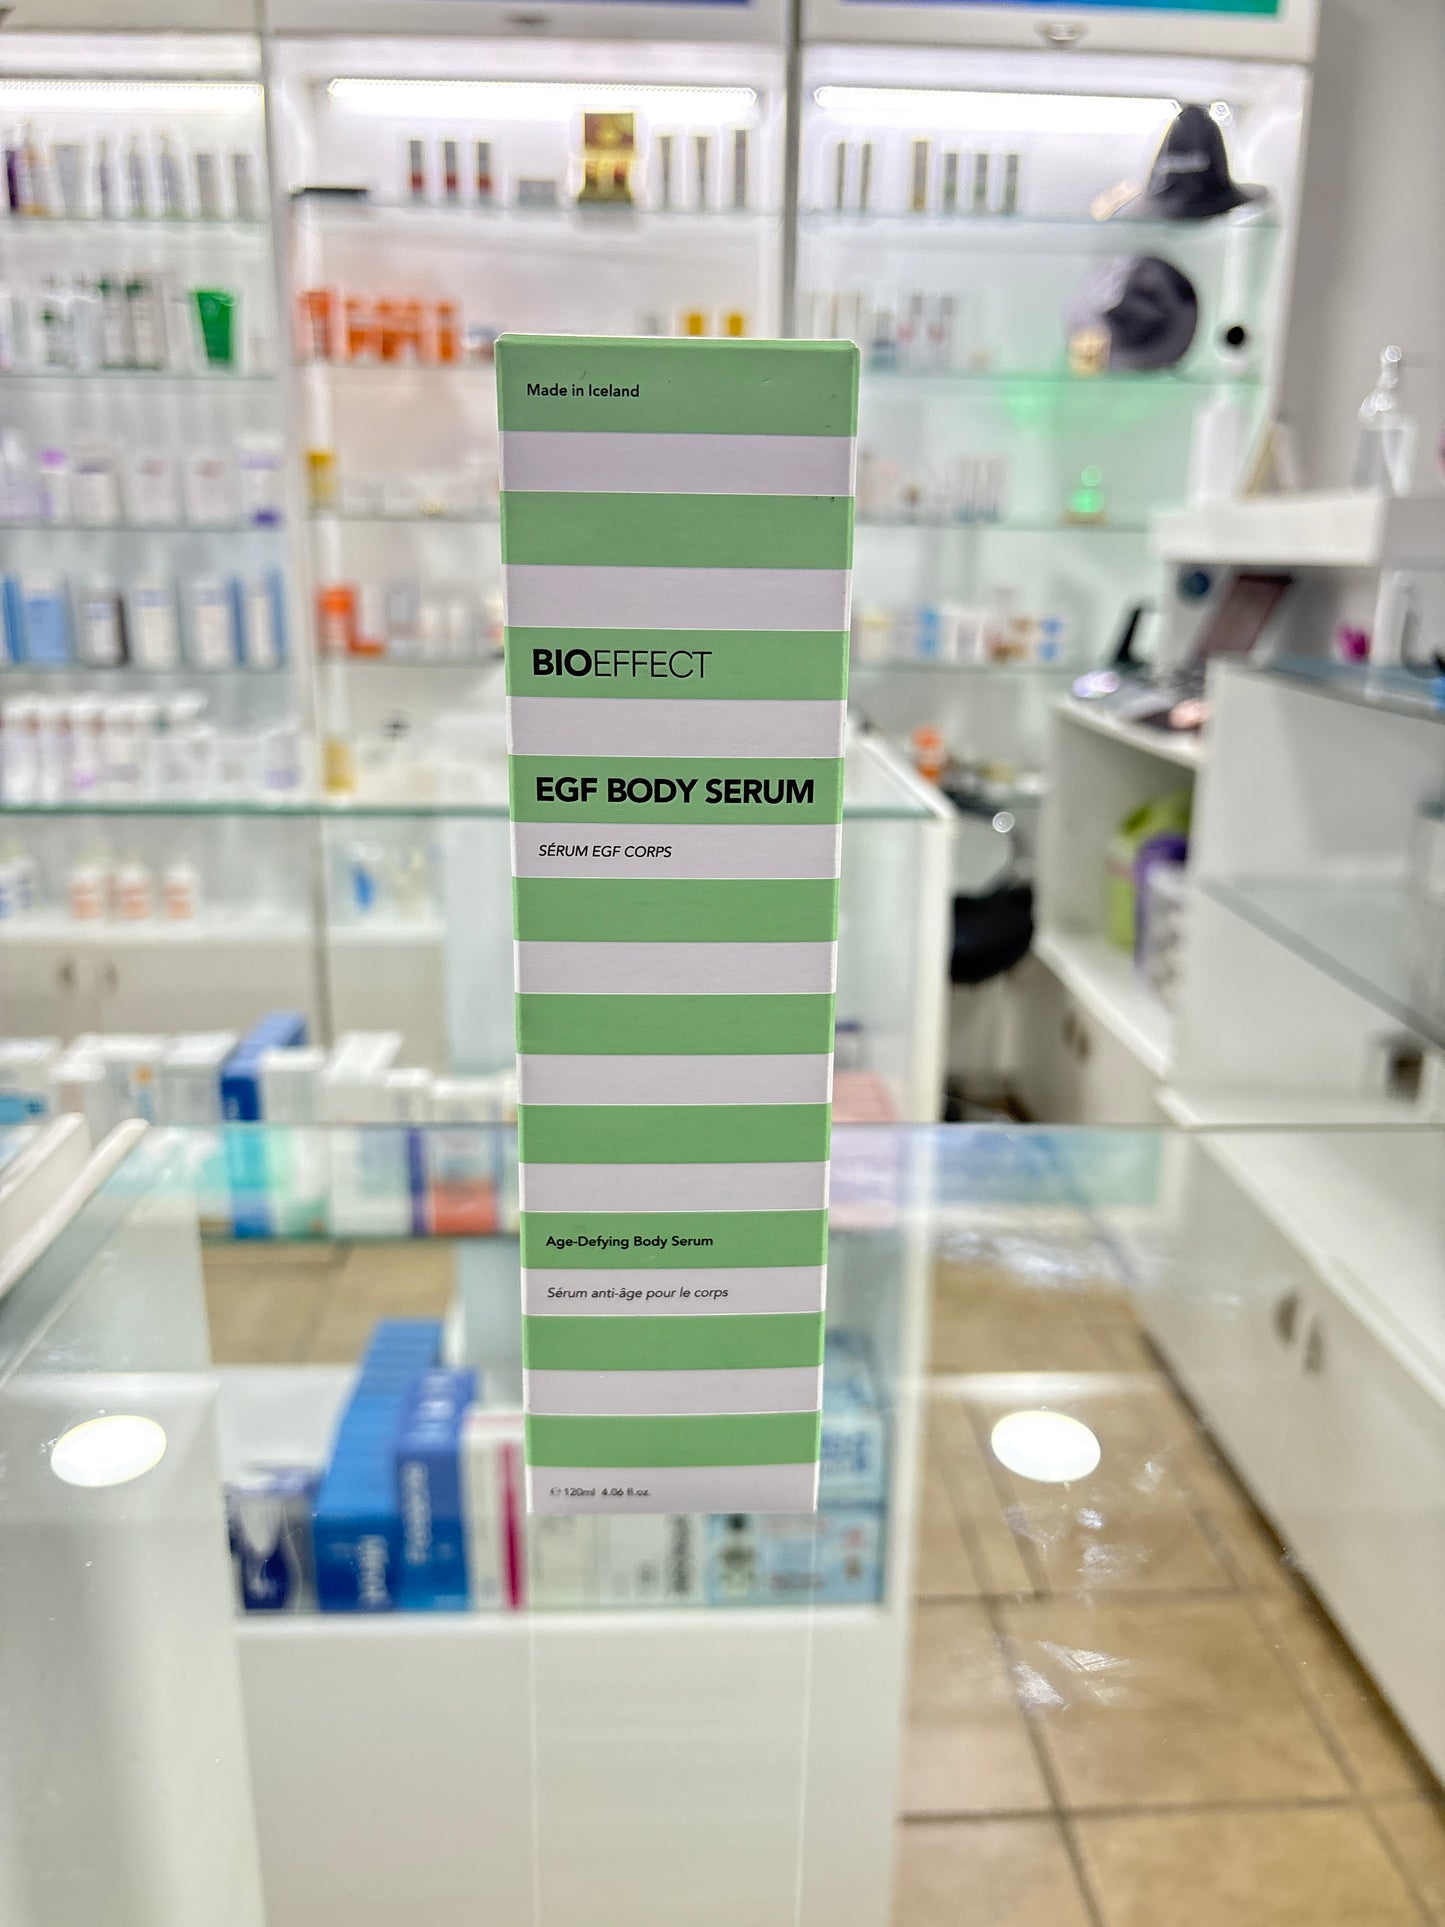 Made in Iceland
BIOEFFECT
EGF BODY SERUM
SÉRUM EGF CORPS
Age-Defying Body Serum
Sérum anti-âge pour le corps
℮ 120ml 4.06 fl.oz.